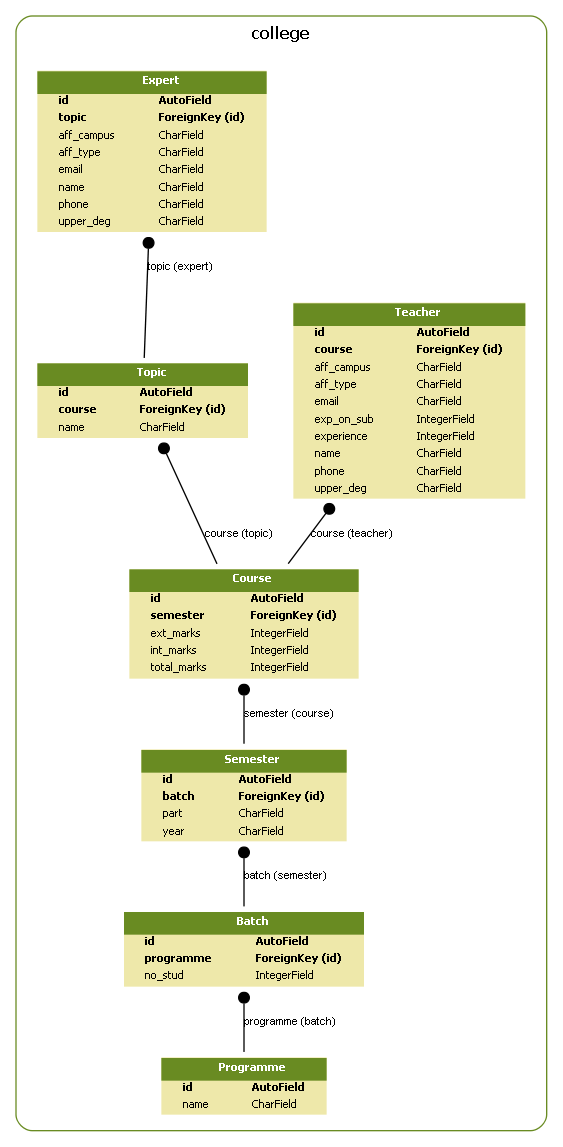 college
Expert
id AutoField
topic ForeignKey (id)
aff_campus CharField
aff_type CharField
email CharField
name CharField
phone CharField
upper_deg CharField
topic (expert)
Teacher
id AutoField
course ForeignKey (id)
aff_campus CharField
aff_type CharField
email CharField
exp_on_sub IntegerField
experience IntegerField
name CharField
phone CharField
upper_deg CharField
Topic
id AutoField
course ForeignKey (id)
name CharField
course (topic)
course (teacher)
Course
id AutoField
semester ForeignKey (id)
ext_marks IntegerField
int_marks IntegerField
total_marks IntegerField
semester (course)
Semester
id AutoField
batch ForeignKey (id)
part CharField
year CharField
batch (semester)
Batch
id AutoField
programme ForeignKey (id)
no_stud IntegerField
programme (batch)
Programme
id AutoField
name CharField